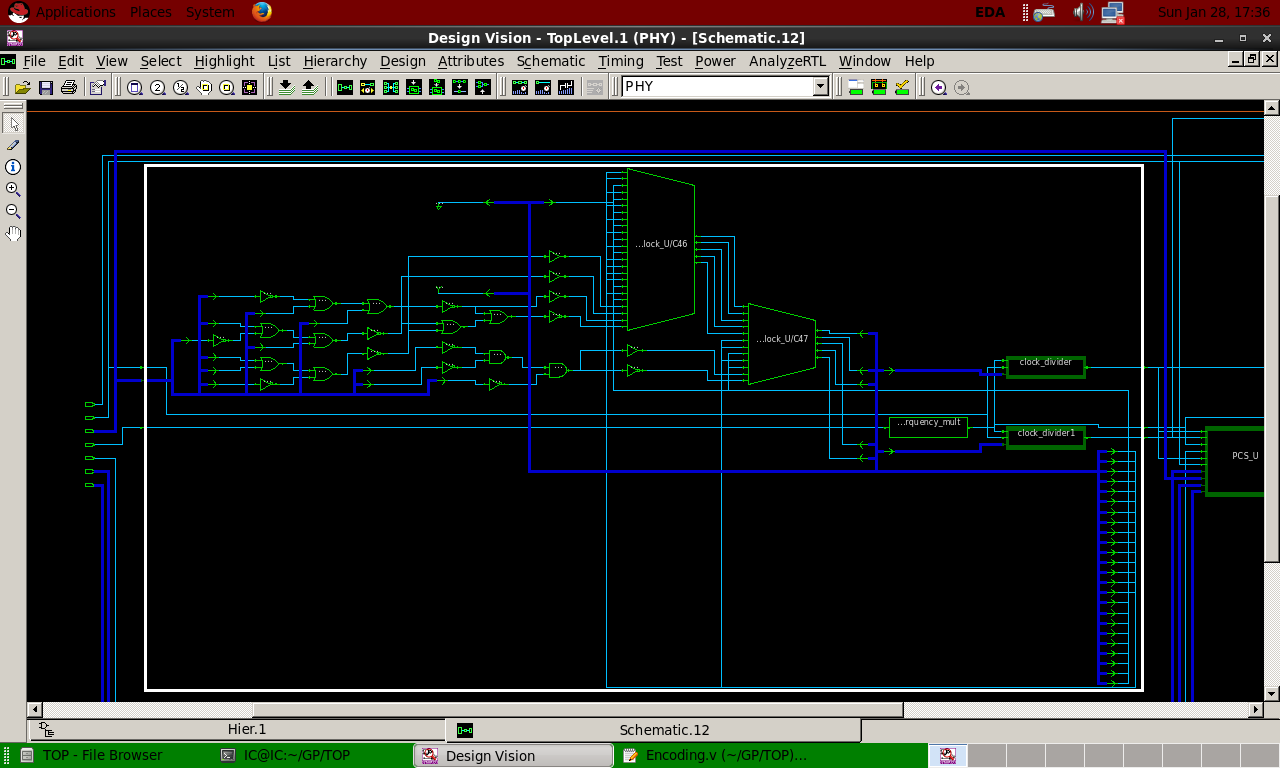 Applications Places System EDA Sun Jan 28, 17:36
Design Vision - TopLevel.1 (PHY) - [Schematic.12]
File Edit View Select Highlight List Hierarchy Design Attributes Schematic Timing Test Power AnalyzeRTL Window Help
PHY
...lock_U/C46
...lock_U/C47
clock_divider
...rquency_mult
clock_divider1
PCS_U
Hier.1 Schematic.12
TOP - File Browser IC@IC:~/GP/TOP Design Vision Encoding.v (~/GP/TOP)...